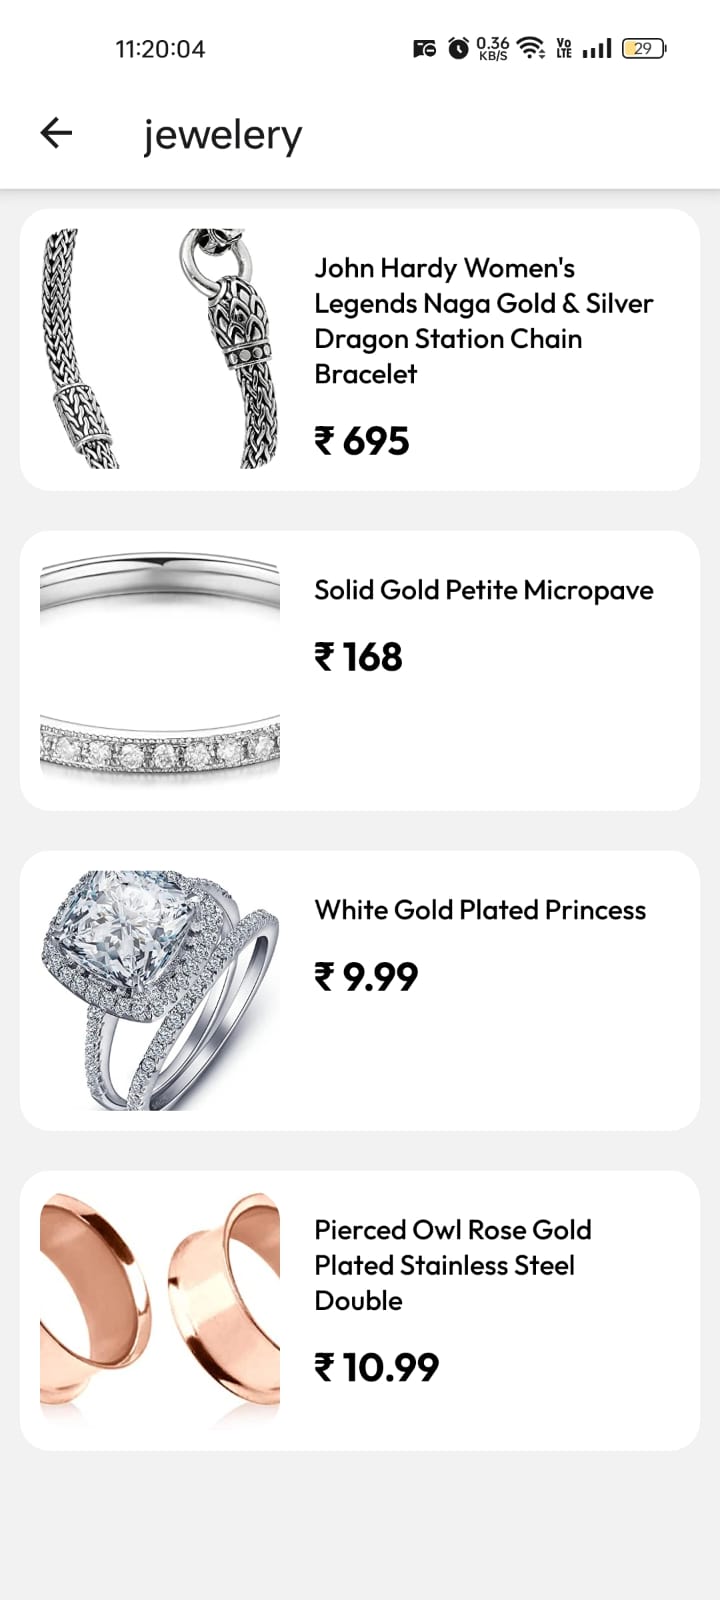 11:20:04
0.36
KB/S
Vo
LTE
29
jewelery
John Hardy Women's
Legends Naga Gold & Silver
Dragon Station Chain
Bracelet
₹ 695
Solid Gold Petite Micropave
₹ 168
White Gold Plated Princess
₹ 9.99
Pierced Owl Rose Gold
Plated Stainless Steel
Double
₹ 10.99